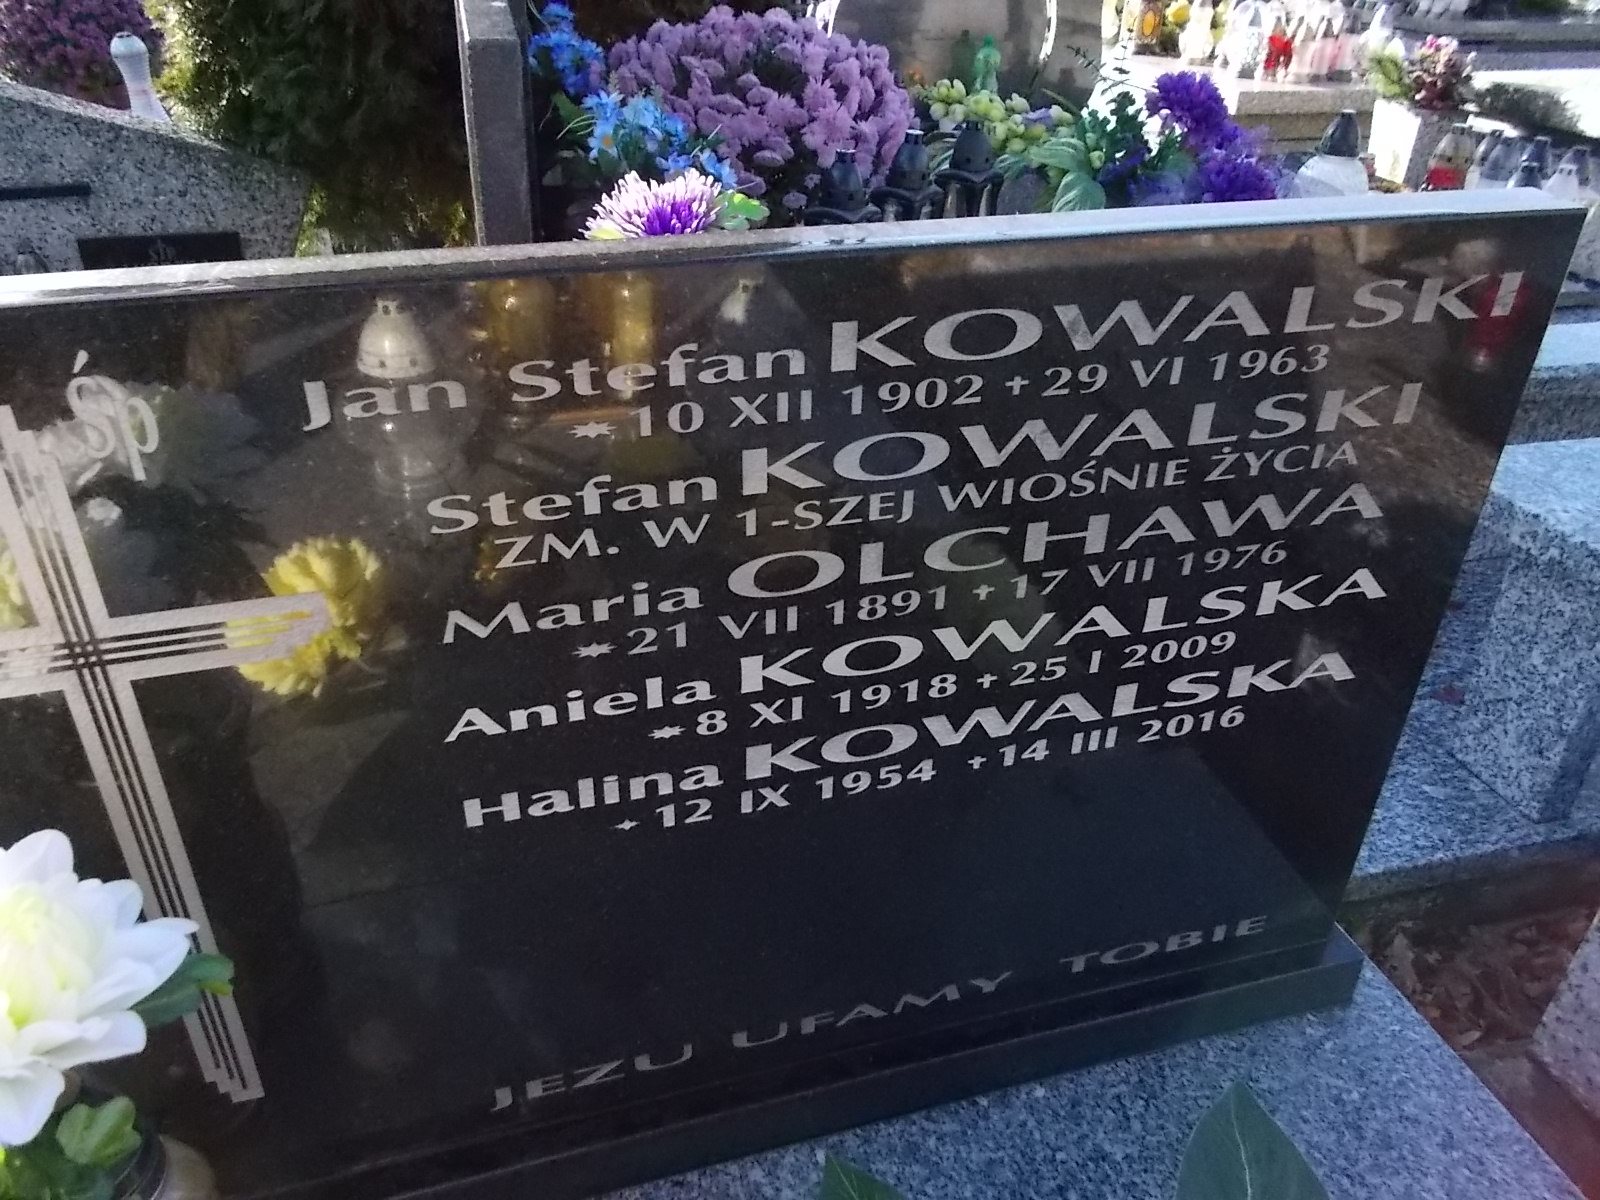 ś p
Jan Stefan KOWALSKI
* 10 XII 1902 + 29 VI 1963
Stefan KOWALSKI
ZM. W 1-SZEJ WIOŚNIE ŻYCIA
Maria OLCHAWA
* 21 VII 1891 + 17 VII 1976
Aniela KOWALSKA
* 8 XI 1918 + 25 I 2009
Halina KOWALSKA
* 12 IX 1954 + 14 III 2016
JEZU UFAMY TOBIE